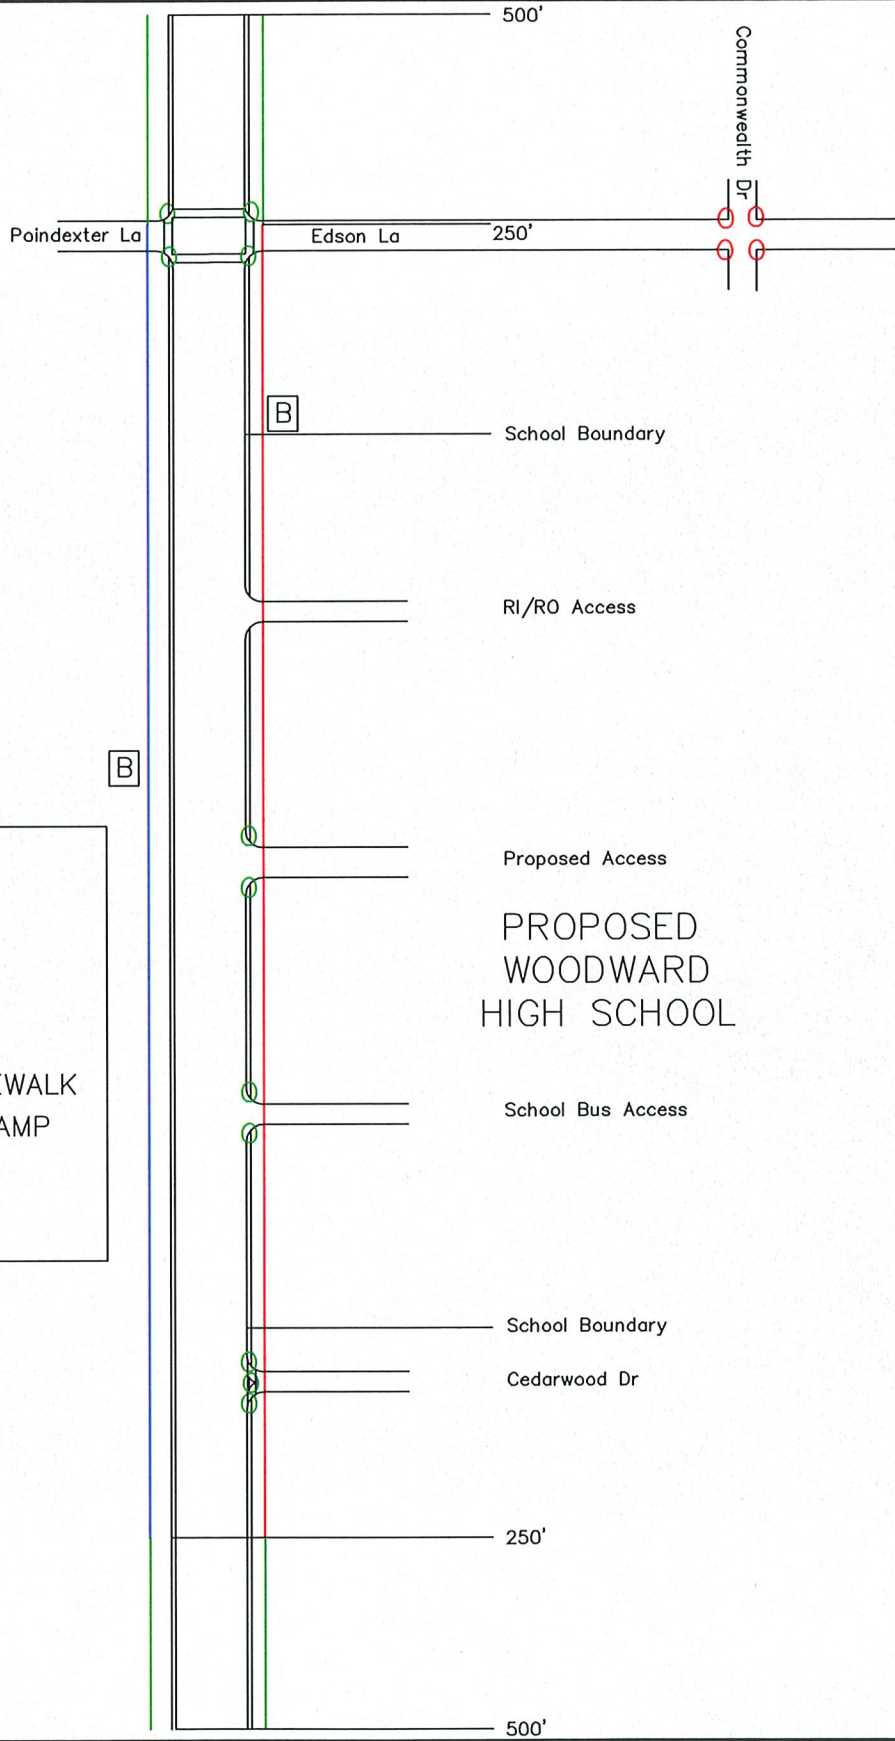 500'
Commonwealth Dr
Poindexter La
Edson La
250'
B
School Boundary
RI/RO Access
B
Proposed Access
PROPOSED
WOODWARD
HIGH SCHOOL
EWALK
School Bus Access
AMP
School Boundary
Cedarwood Dr
250'
500'